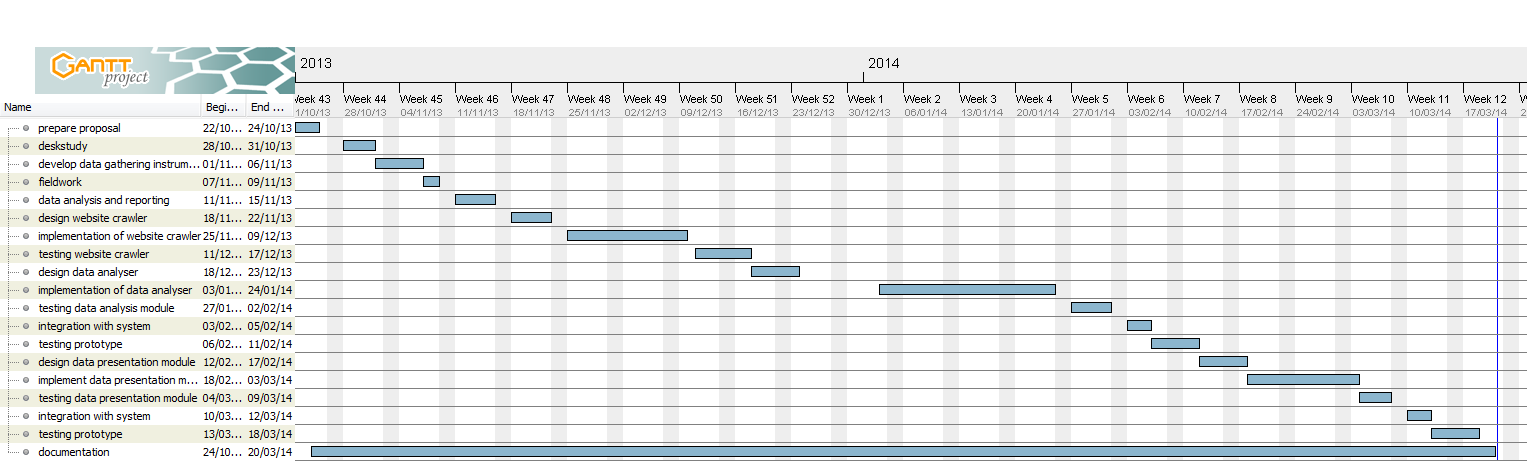 GANTT
project
2013 2014
Week 43 Week 44 Week 45 Week 46 Week 47 Week 48 Week 49 Week 50 Week 51 Week 52 Week 1 Week 2 Week 3 Week 4 Week 5 Week 6 Week 7 Week 8 Week 9 Week 10 Week 11 Week 12
Name Begi... End ... 1/10/13 28/10/13 04/11/13 11/11/13 18/11/13 25/11/13 02/12/13 09/12/13 16/12/13 23/12/13 30/12/13 06/01/14 13/01/14 20/01/14 27/01/14 03/02/14 10/02/14 17/02/14 24/02/14 03/03/14 10/03/14 17/03/14 2
prepare proposal 22/10... 24/10/13
deskstudy 28/10... 31/10/13
develop data gathering instrum... 01/11... 06/11/13
fieldwork 07/11... 09/11/13
data analysis and reporting 11/11... 15/11/13
design website crawler 18/11... 22/11/13
implementation of website crawler 25/11... 09/12/13
testing website crawler 11/12... 17/12/13
design data analyser 18/12... 23/12/13
implementation of data analyser 03/01... 24/01/14
testing data analysis module 27/01... 02/02/14
integration with system 03/02... 05/02/14
testing prototype 06/02... 11/02/14
design data presentation module 12/02... 17/02/14
implement data presentation m... 18/02... 03/03/14
testing data presentation module 04/03... 09/03/14
integration with system 10/03... 12/03/14
testing prototype 13/03... 18/03/14
documentation 24/10... 20/03/14